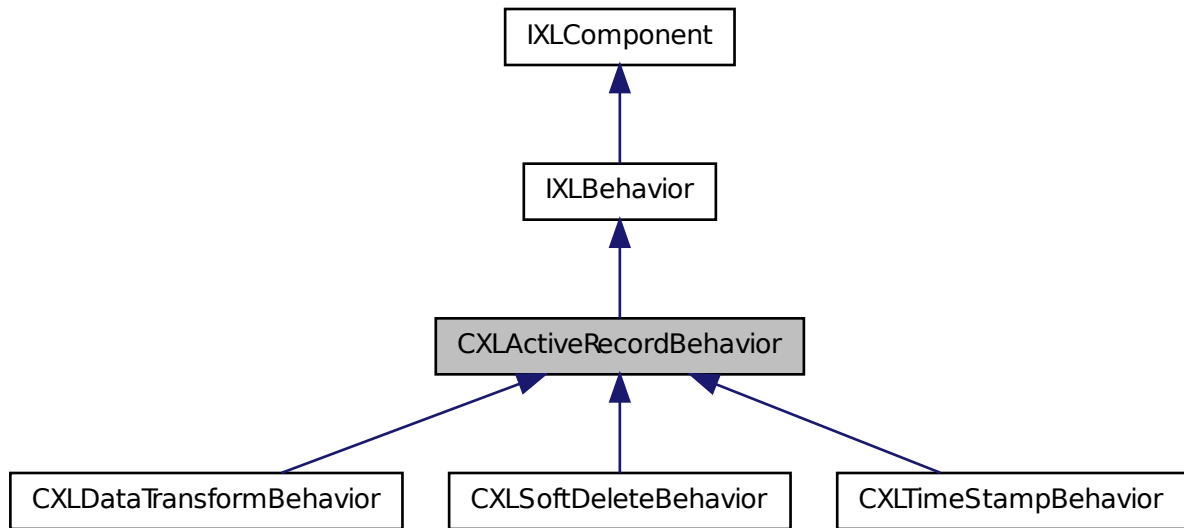 IXLComponent
IXLBehavior
CXLActiveRecordBehavior
CXLDataTransformBehavior
CXLSoftDeleteBehavior
CXLTimeStampBehavior